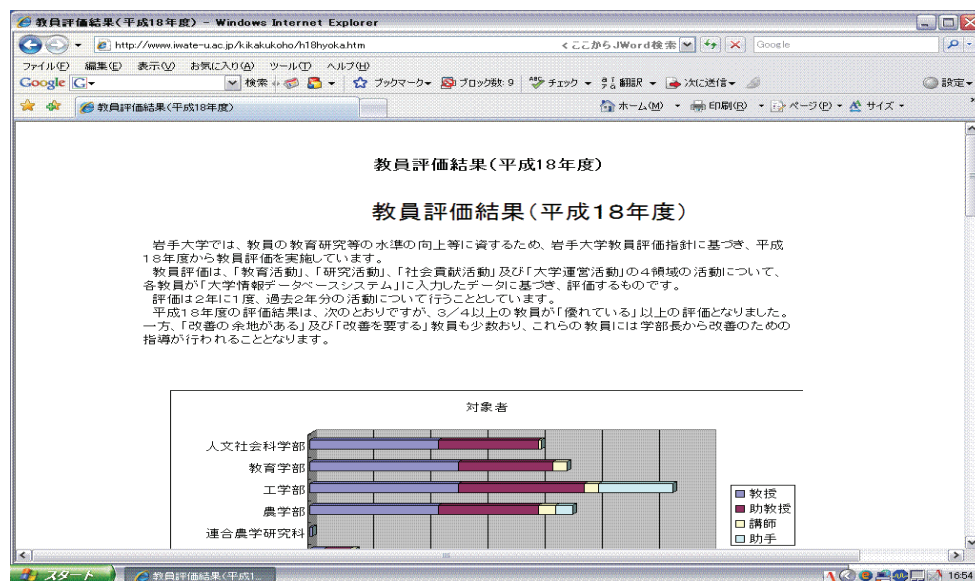 教員評価結果(平成18年度) - Windows Internet Explorer
http://www.iwate-u.ac.jp/kikakukoho/h18hyoka.htm
<ここからJWord検索
Google
ファイル(F) 編集(E) 表示(V) お気に入り(A) ツール(T) ヘルプ(H)
Google G 検索 ブックマーク ブロック数: 9 チェック 翻訳 次に送信 設定
教員評価結果(平成18年度)
ホーム(M) 印刷(R) ページ(P) サイズ
教員評価結果(平成18年度)
教員評価結果(平成18年度)
岩手大学では、教員の教育研究等の水準の向上等に資するため、岩手大学教員評価指針に基づき、平成
18年度から教員評価を実施しています。
教員評価は、「教育活動」、「研究活動」、「社会貢献活動」及び「大学運営活動」の4領域の活動について、
各教員が「大学情報データベースシステム」に入力したデータに基づき、評価するものです。
評価は2年に1度、過去2年分の活動について行うこととしています。
平成18年度の評価結果は、次のとおりですが、3/4以上の教員が「優れている」以上の評価となりました。
一方、「改善の余地がある」及び「改善を要する」教員も少数おり、これらの教員には学部長から改善のための
指導が行われることとなります。
対象者
人文社会科学部
教育学部
工学部
農学部
連合農学研究科
教授
助教授
講師
助手
スタート
教員評価結果(平成1...
16:54